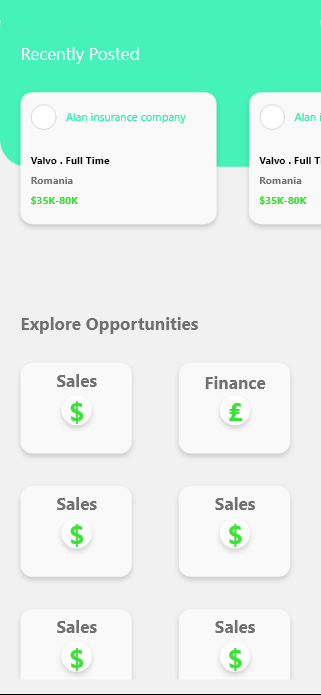 Recently Posted
Alan insurance company
Valvo . Full Time
Romania
$35K-80K
Alan i
Valvo . Full T
Romania
$35K-80K
Explore Opportunities
Sales
$
Finance
£
Sales
$
Sales
$
Sales
$
Sales
$